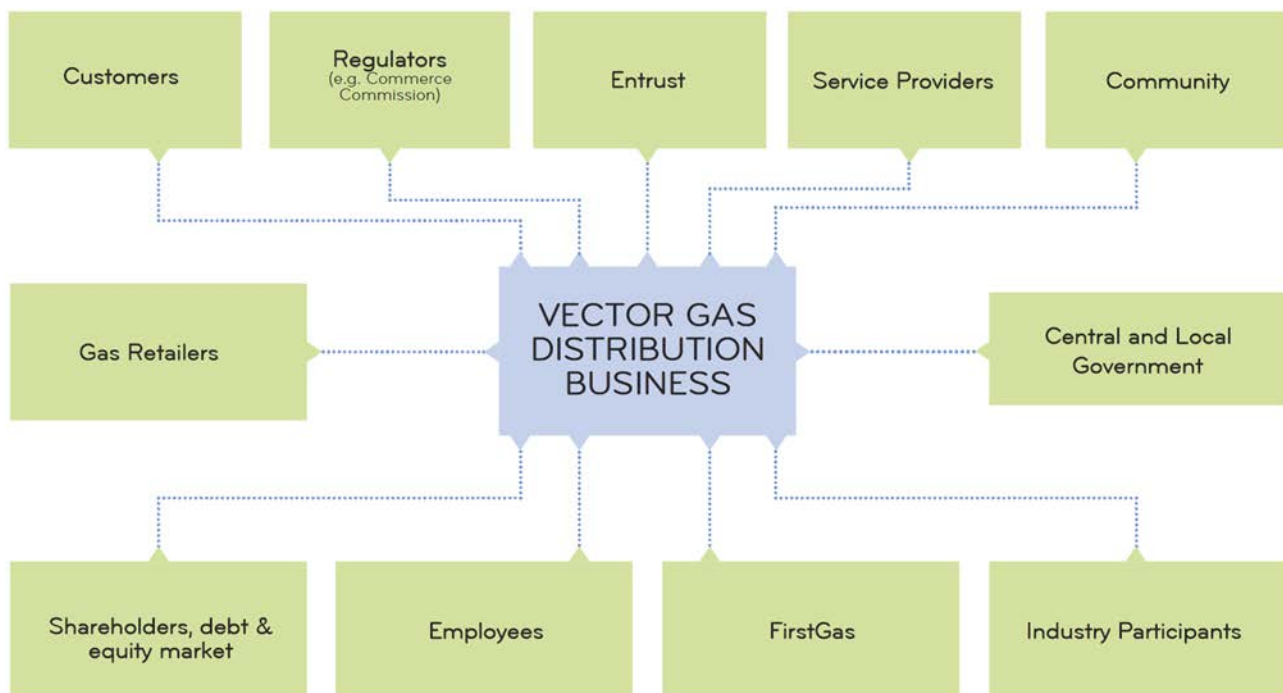 Customers
Regulators
(e.g. Commerce
Commission)
Entrust
Service Providers
Community
Gas Retailers
VECTOR GAS
DISTRIBUTION
BUSINESS
Central and Local
Government
Shareholders, debt &
equity market
Employees
FirstGas
Industry Participants